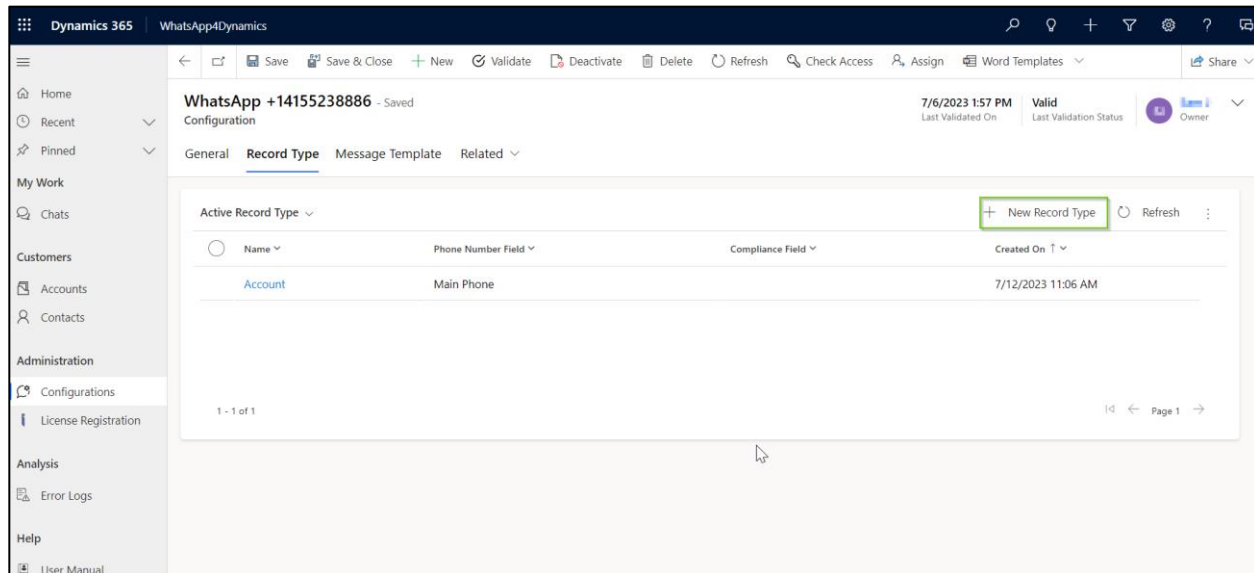 Dynamics 365 WhatsApp4Dynamics
Save Save & Close New Validate Deactivate Delete Refresh Check Access Assign Word Templates Share
Home
Recent
Pinned
My Work
Chats
Customers
Accounts
Contacts
Administration
Configurations
License Registration
Analysis
Error Logs
Help
User Manual
WhatsApp +14155238886 - Saved
Configuration
7/6/2023 1:57 PM Valid
Last Validated On Last Validation Status Owner
General Record Type Message Template Related
Active Record Type New Record Type Refresh
Name Phone Number Field Compliance Field Created On
Account Main Phone 7/12/2023 11:06 AM
1 - 1 of 1 Page 1